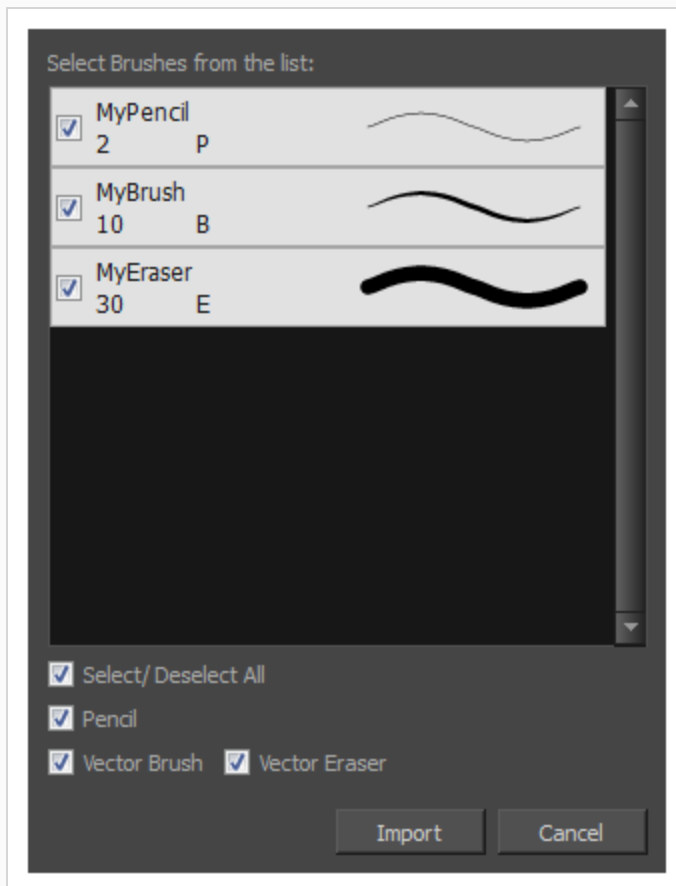 Select Brushes from the list:
MyPencil
2 P
MyBrush
10 B
MyEraser
30 E
Select/ Deselect All
Pencil
Vector Brush Vector Eraser
Import Cancel